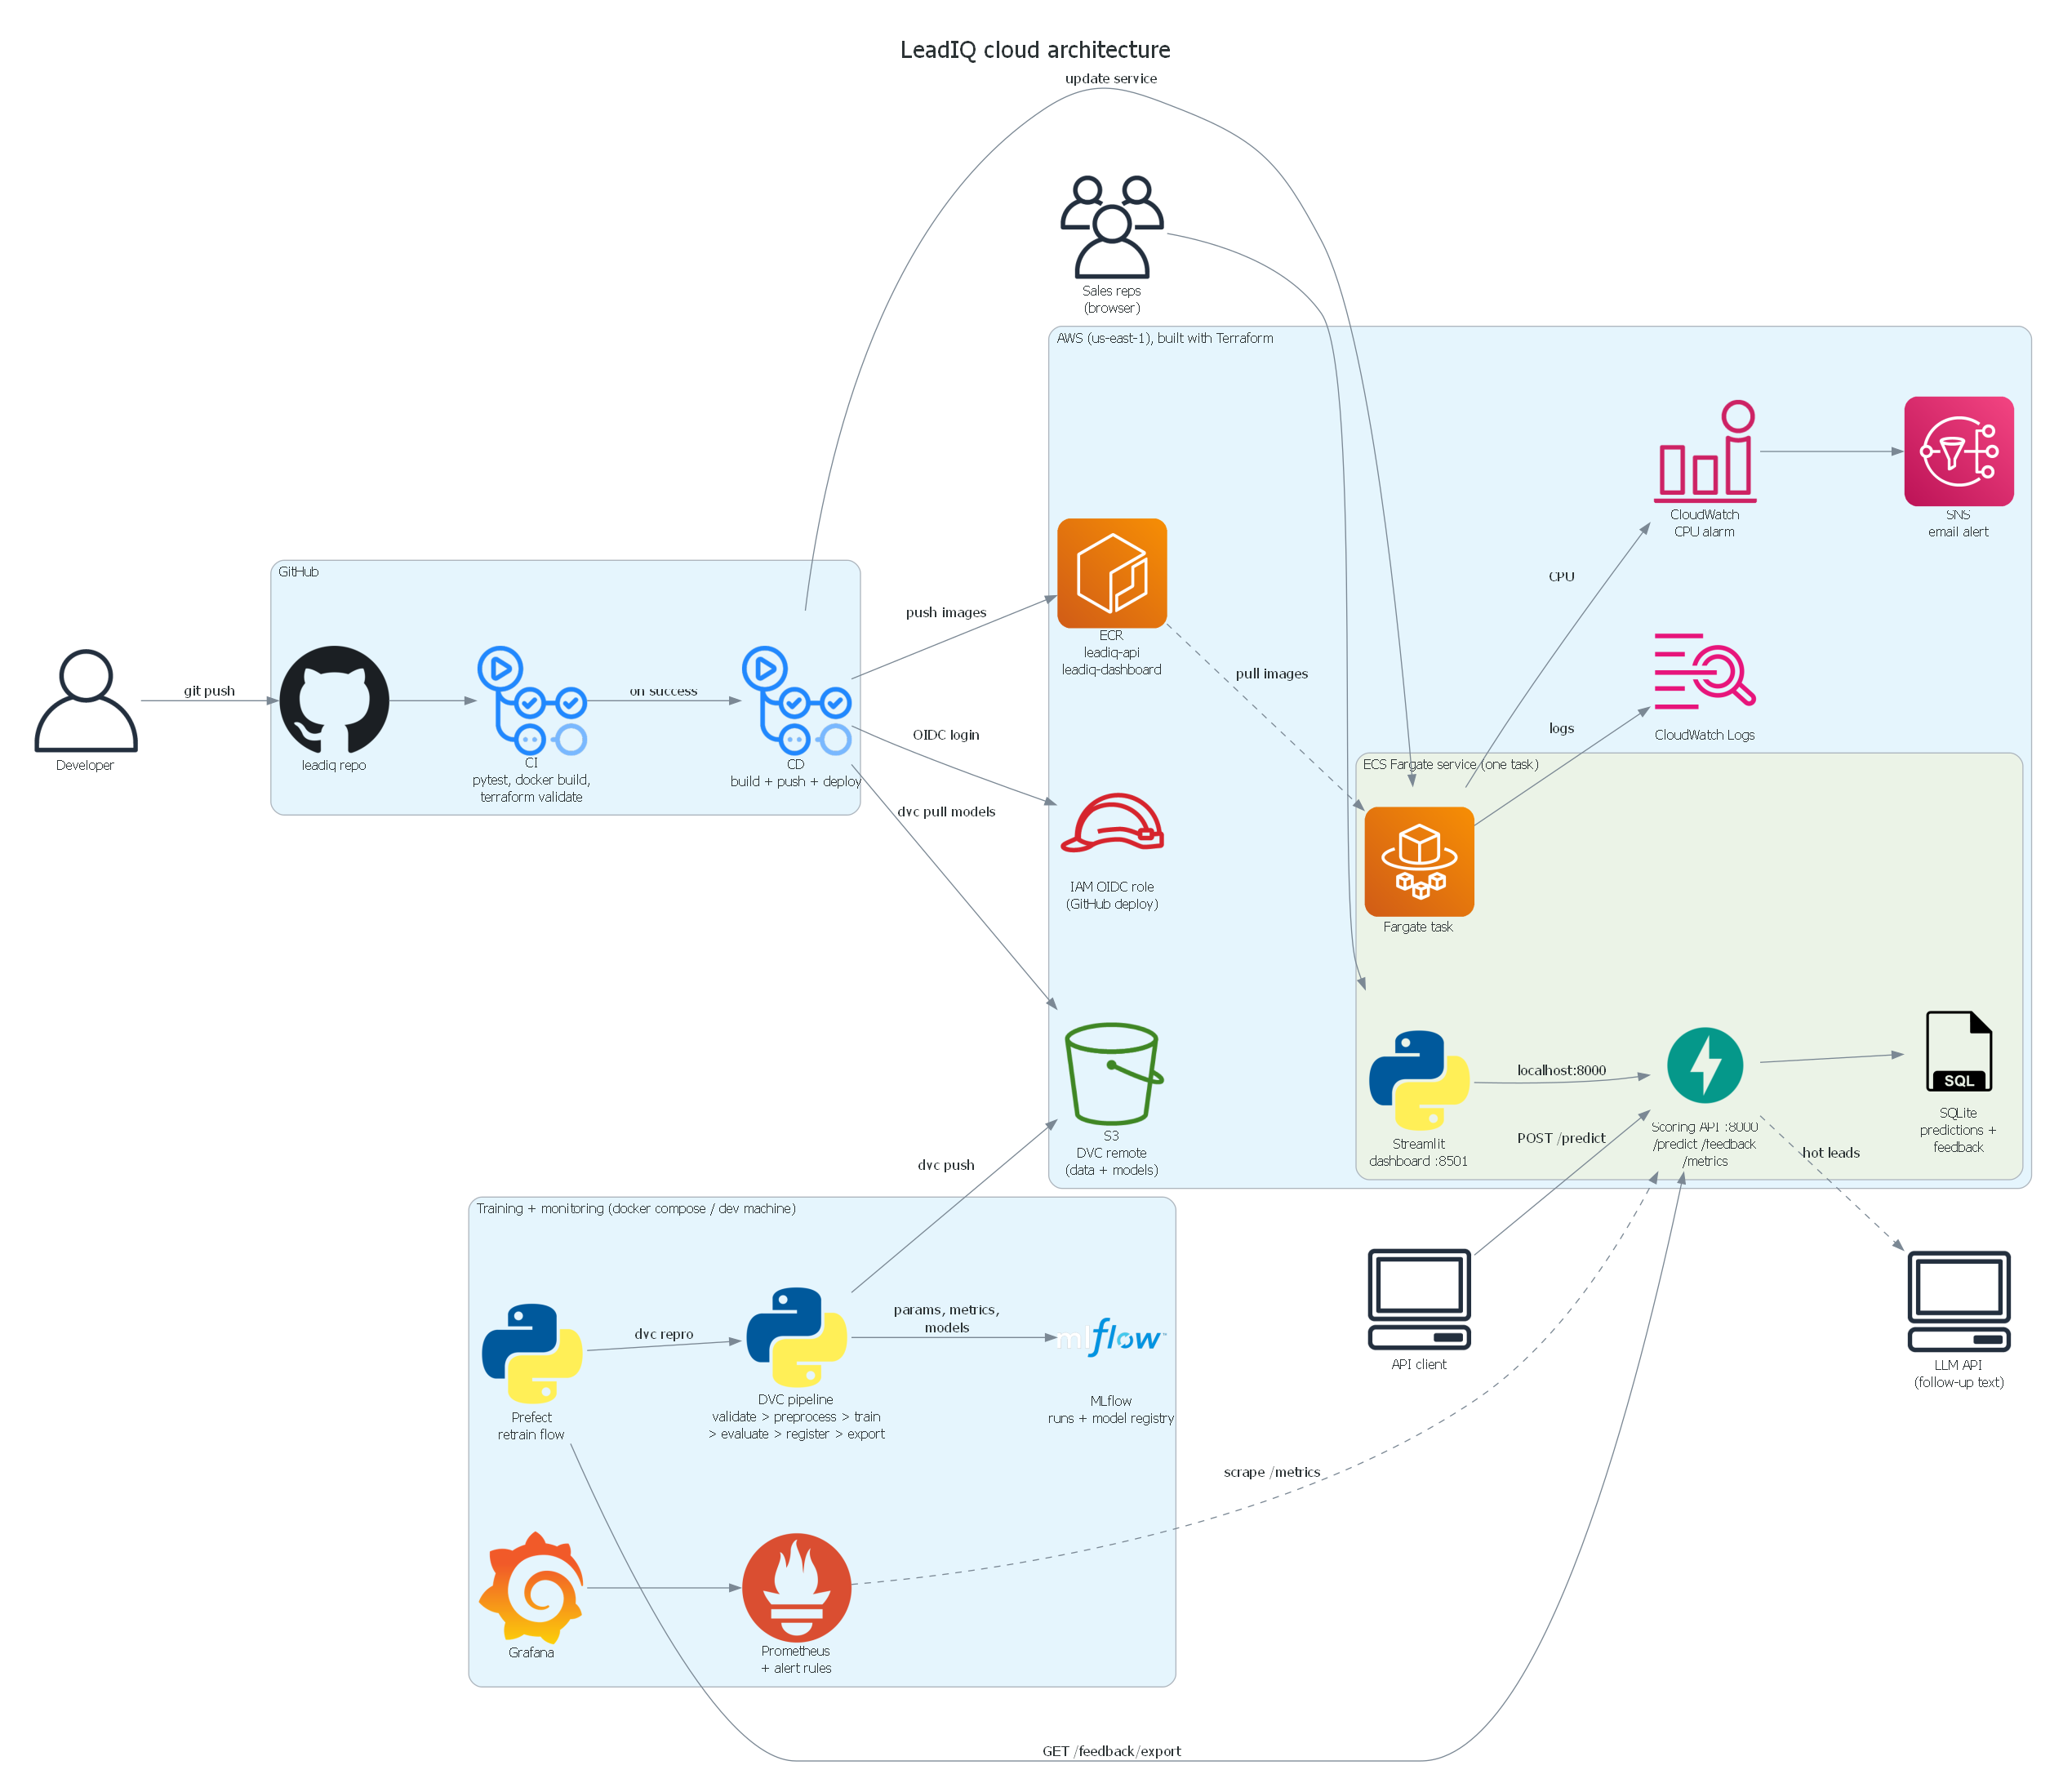 LeadIQ cloud architecture
update service
Sales reps
(browser)
AWS (us-east-1), built with Terraform
CloudWatch
CPU alarm
SNS
email alert
GitHub
CPU
push images
ECR
leadiq-api
leadiq-dashboard
pull images
git push
on success
Developer
leadiq repo
CI
pytest, docker build,
terraform validate
CD
build + push + deploy
OIDC login
logs
CloudWatch Logs
ECS Fargate service (one task)
dvc pull models
IAM OIDC role
(GitHub deploy)
Fargate task
localhost:8000
SQL
S3
DVC remote
(data + models)
Streamlit
dashboard :8501
POST /predict
Scoring API :8000
/predict /feedback
/metrics
SQLite
predictions +
feedback
hot leads
dvc push
Training + monitoring (docker compose / dev machine)
dvc repro
params, metrics,
models
mlflow
API client
LLM API
(follow-up text)
Prefect
retrain flow
DVC pipeline
validate > preprocess > train
> evaluate > register > export
MLflow
runs + model registry
scrape /metrics
Grafana
Prometheus
+ alert rules
GET /feedback/export